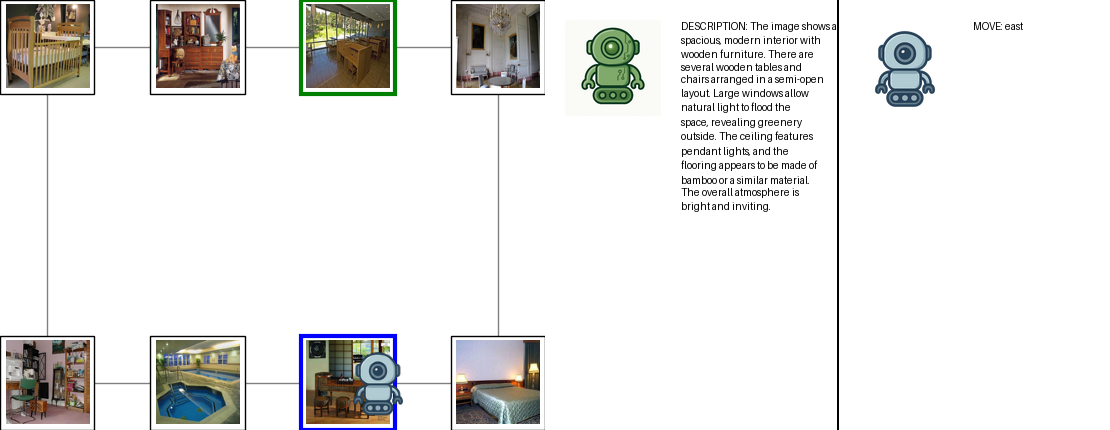 DESCRIPTION: The image shows a
spacious, modern interior with
wooden furniture. There are
several wooden tables and
chairs arranged in a semi-open
layout. Large windows allow
natural light to flood the
space, revealing greenery
outside. The ceiling features
pendant lights, and the
flooring appears to be made of
bamboo or a similar material.
The overall atmosphere is
bright and inviting.
MOVE: east